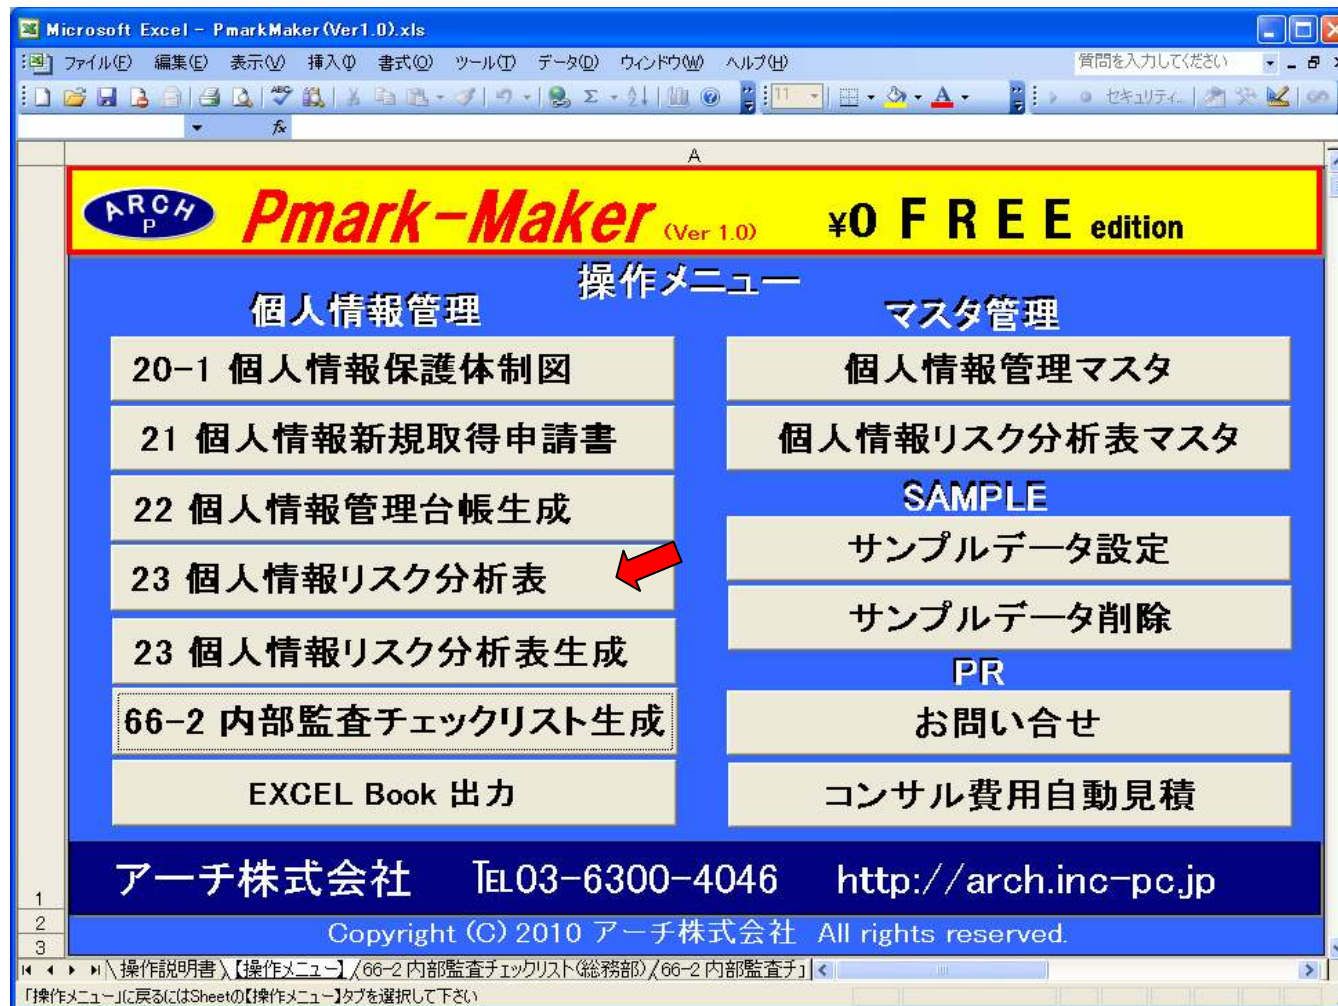 Microsoft Excel - PmarkMaker(Ver1.0).xls
ファイル(F) 編集(E) 表示(V) 挿入(I) 書式(O) ツール(T) データ(D) ウィンドウ(W) ヘルプ(H) 質問を入力してください
11 セキュリティ...
fx
A
ARCH
P
Pmark-Maker (Ver 1.0) ¥0 FREE edition
操作メニュー
個人情報管理
マスタ管理
20-1 個人情報保護体制図
個人情報管理マスタ
21 個人情報新規取得申請書
個人情報リスク分析表マスタ
22 個人情報管理台帳生成
SAMPLE
サンプルデータ設定
23 個人情報リスク分析表
サンプルデータ削除
23 個人情報リスク分析表生成
PR
66-2 内部監査チェックリスト生成
お問い合せ
EXCEL Book 出力
コンサル費用自動見積
アーチ株式会社 TEL03-6300-4046 http://arch.inc-pc.jp
1
2
3
Copyright (C) 2010 アーチ株式会社 All rights reserved.
操作説明書 【操作メニュー】 66-2 内部監査チェックリスト(総務部) 66-2 内部監査チェ
「操作メニュー」に戻るにはSheetの【操作メニュー】タブを選択して下さい